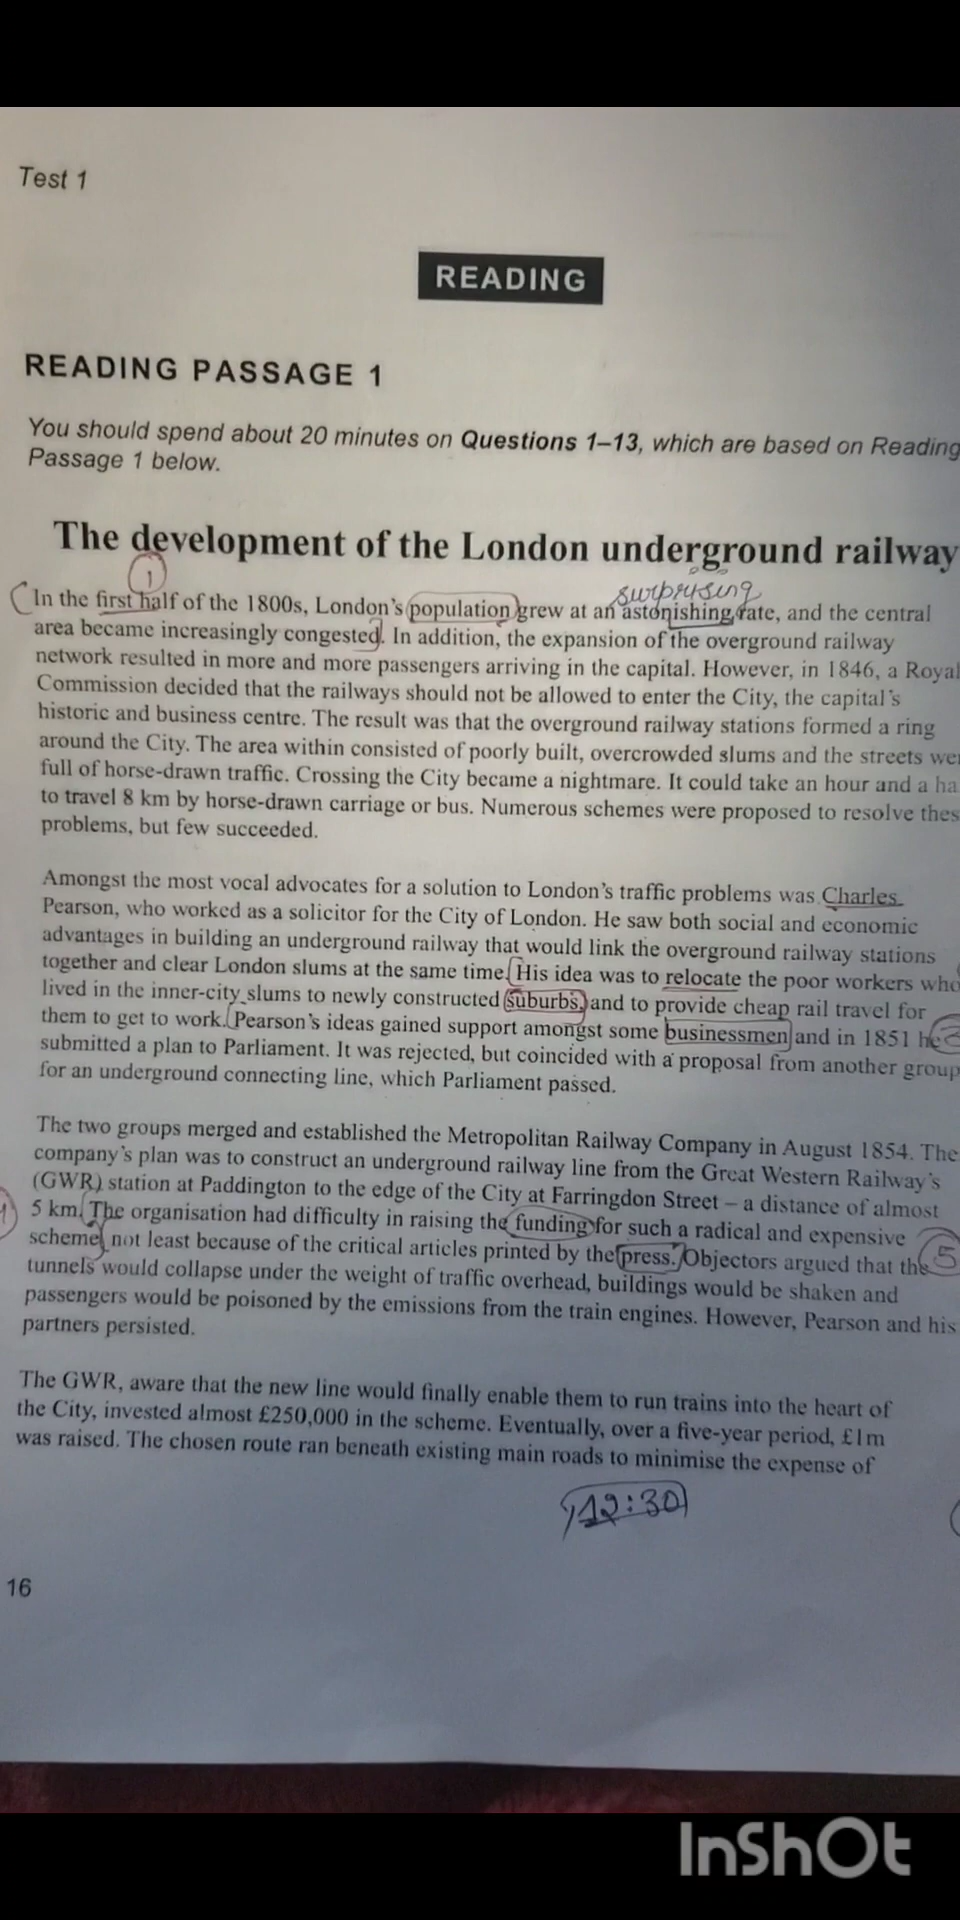 Test 1
READING
READING PASSAGE 1
You should spend about 20 minutes on Questions 1–13, which are based on Reading
Passage 1 below.
The development of the London underground railway
1
surprising
In the first half of the 1800s, London's population grew at an astonishing rate, and the central
area became increasingly congested. In addition, the expansion of the overground railway
network resulted in more and more passengers arriving in the capital. However, in 1846, a Royal
Commission decided that the railways should not be allowed to enter the City, the capital's
historic and business centre. The result was that the overground railway stations formed a ring
around the City. The area within consisted of poorly built, overcrowded slums and the streets wer
full of horse-drawn traffic. Crossing the City became a nightmare. It could take an hour and a ha
to travel 8 km by horse-drawn carriage or bus. Numerous schemes were proposed to resolve thes
problems, but few succeeded.
Amongst the most vocal advocates for a solution to London's traffic problems was Charles
Pearson, who worked as a solicitor for the City of London. He saw both social and economic
advantages in building an underground railway that would link the overground railway stations
together and clear London slums at the same time. His idea was to relocate the poor workers who
lived in the inner-city slums to newly constructed suburbs, and to provide cheap rail travel for
them to get to work. Pearson's ideas gained support amongst some businessmen and in 1851 he
submitted a plan to Parliament. It was rejected, but coincided with a proposal from another group
for an underground connecting line, which Parliament passed.
The two groups merged and established the Metropolitan Railway Company in August 1854. The
company's plan was to construct an underground railway line from the Great Western Railway's
(GWR) station at Paddington to the edge of the City at Farringdon Street – a distance of almost
5 km. The organisation had difficulty in raising the funding for such a radical and expensive
scheme, not least because of the critical articles printed by the press. Objectors argued that the 5
tunnels would collapse under the weight of traffic overhead, buildings would be shaken and
passengers would be poisoned by the emissions from the train engines. However, Pearson and his
partners persisted.
The GWR, aware that the new line would finally enable them to run trains into the heart of
the City, invested almost £250,000 in the scheme. Eventually, over a five-year period, £1m
was raised. The chosen route ran beneath existing main roads to minimise the expense of
12:30
16
InShOt